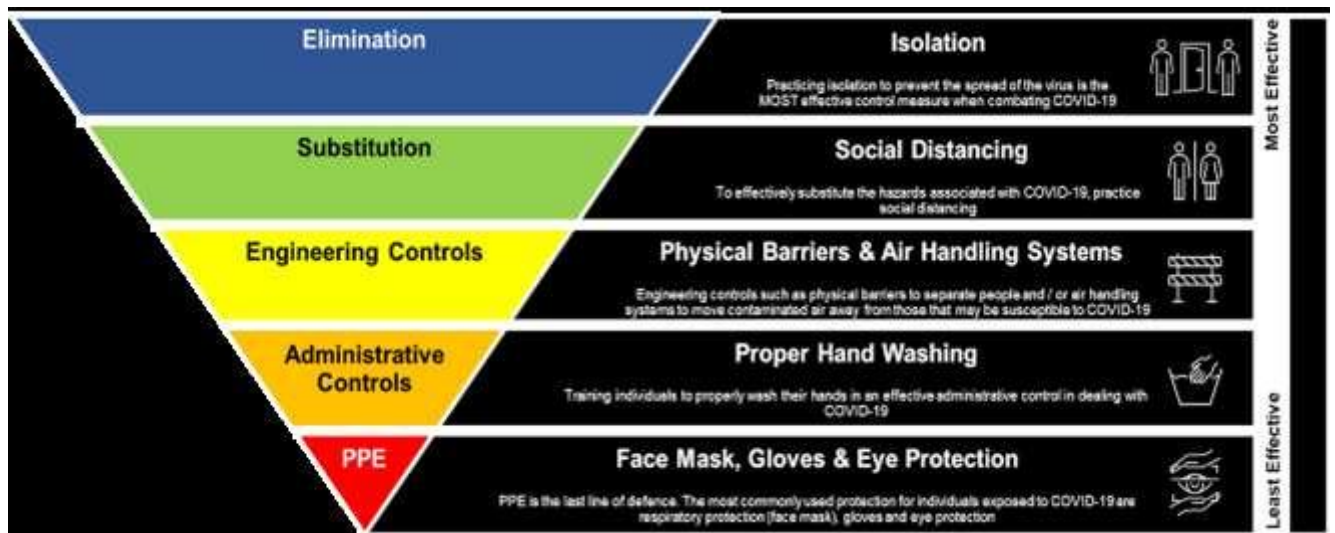 Elimination
Isolation
Practicing isolation to prevent the spread of the virus is the
MOST effective control measure when combating COVID-19
Substitution
Social Distancing
To effectively substitute the hazards associated with COVID-19, practice
social distancing
Engineering Controls
Physical Barriers & Air Handling Systems
Engineering controls such as physical barriers to separate people and / or air handling
systems to move contaminated air away from those that may be susceptible to COVID-19
Administrative
Controls
Proper Hand Washing
Training individuals to properly wash their hands in an effective administrative control in dealing with
COVID-19
PPE
Face Mask, Gloves & Eye Protection
PPE is the last line of defence. The most commonly used protection for individuals exposed to COVID-19 are
respiratory protection (face mask), gloves and eye protection
Most Effective
Least Effective